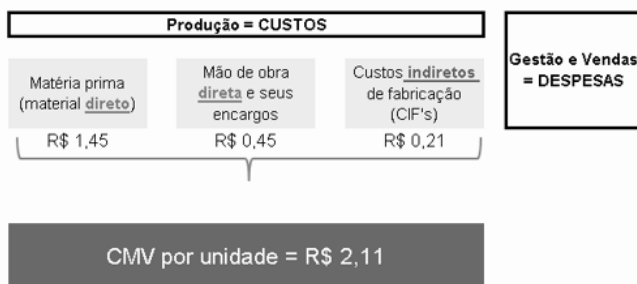 Produção = CUSTOS
Gestão e Vendas
= DESPESAS
Matéria prima
(material direto)
Mão de obra
direta e seus
encargos
Custos indiretos
de fabricação
(CIF's)
R$ 1,45
R$ 0,45
R$ 0,21
CMV por unidade = R$ 2,11